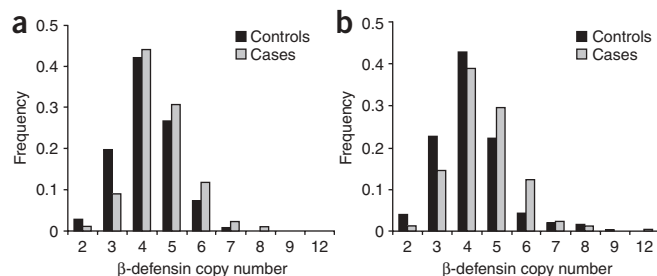 a
0.5
0.4
0.3
0.2
0.1
0
Frequency
Controls
Cases
2 3 4 5 6 7 8 9 12
β-defensin copy number
b
0.5
0.4
0.3
0.2
0.1
0
Frequency
Controls
Cases
2 3 4 5 6 7 8 9 12
β-defensin copy number